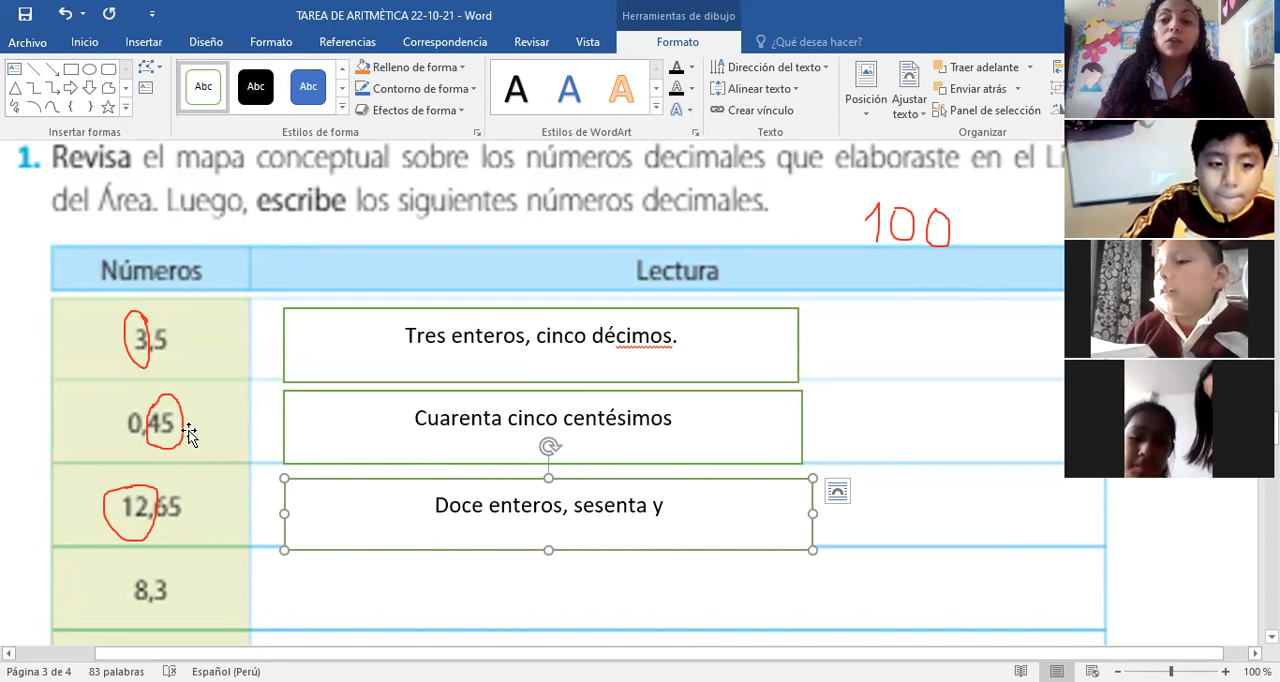 TAREA DE ARITMÈTICA 22-10-21 - Word
Herramientas de dibujo
Archivo Inicio Insertar Diseño Formato Referencias Correspondencia Revisar Vista Formato ¿Qué desea hacer?
Abc Abc Abc
Relleno de forma
Contorno de forma
Efectos de forma
A A A
A
A
A
Dirección del texto
Alinear texto
Crear vínculo
Posición
Ajustar texto
Traer adelante
Enviar atrás
Panel de selección
Insertar formas Estilos de forma Estilos de WordArt Texto Organizar
1. Revisa el mapa conceptual sobre los números decimales que elaboraste en el Li
del Área. Luego, escribe los siguientes números decimales.
100
Números Lectura
3,5 Tres enteros, cinco décimos.
0,45 Cuarenta cinco centésimos
12,65 Doce enteros, sesenta y
8,3
Página 3 de 4 83 palabras Español (Perú) 100 %